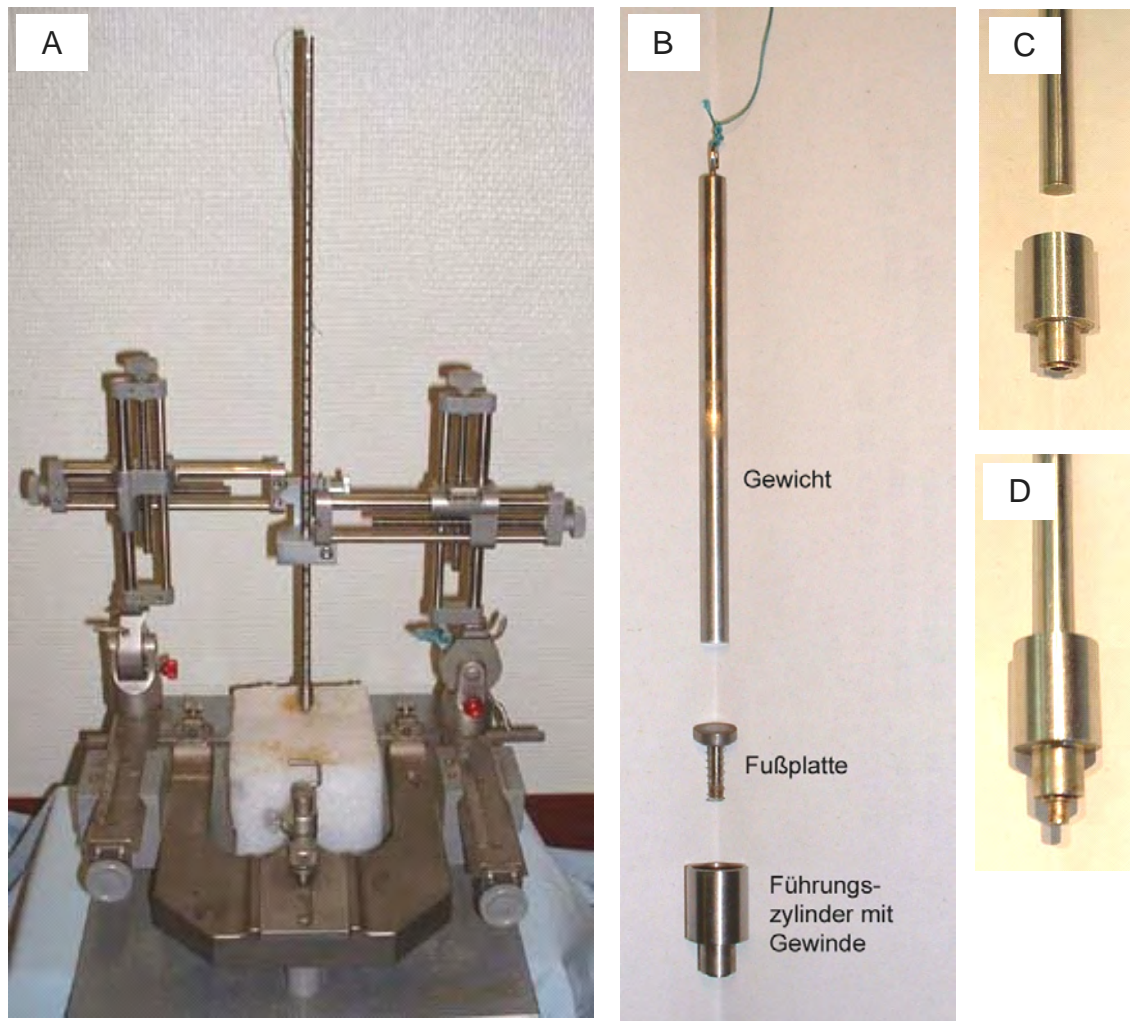 A
B
C
D
Gewicht
Fußplatte
Führungs-
zylinder mit
Gewinde